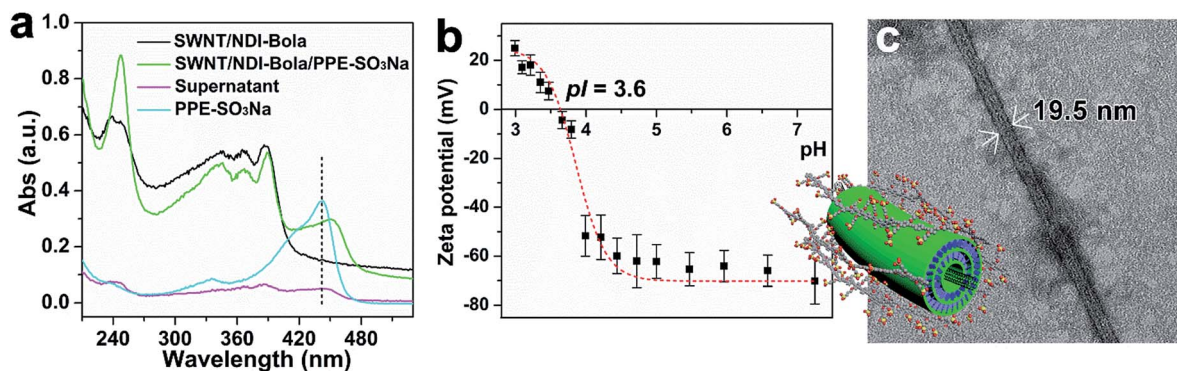 a
Abs (a.u.)
1.0
0.8
0.6
0.4
0.2
0.0
SWNT/NDI-Bola
SWNT/NDI-Bola/PPE-SO₃Na
Supernatant
PPE-SO₃Na
240 300 360 420 480
Wavelength (nm)
b
Zeta potential (mV)
40
20
0
-20
-40
-60
-80
pI = 3.6
3 4 5 6 7
pH
c
19.5 nm